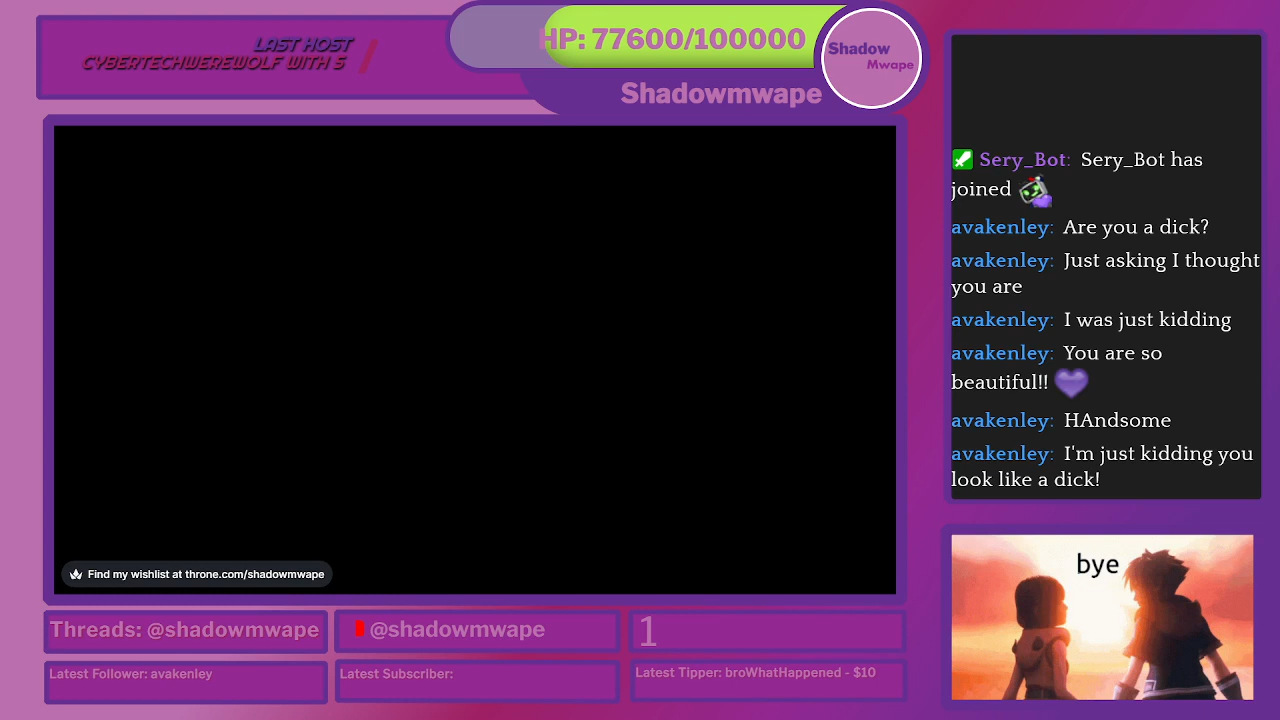 LAST HOST
CYBERTECHWEREWOLF WITH 5
HP: 77600/100000
Shadow
Mwape
Shadowmwape
Sery_Bot: Sery_Bot has
joined
avakenley: Are you a dick?
avakenley: Just asking I thought
you are
avakenley: I was just kidding
avakenley: You are so
beautiful!!
avakenley: HAndsome
avakenley: I'm just kidding you
look like a dick!
Find my wishlist at throne.com/shadowmwape
bye
Threads: @shadowmwape
@shadowmwape
1
Latest Follower: avakenley
Latest Subscriber:
Latest Tipper: broWhatHappened - $10